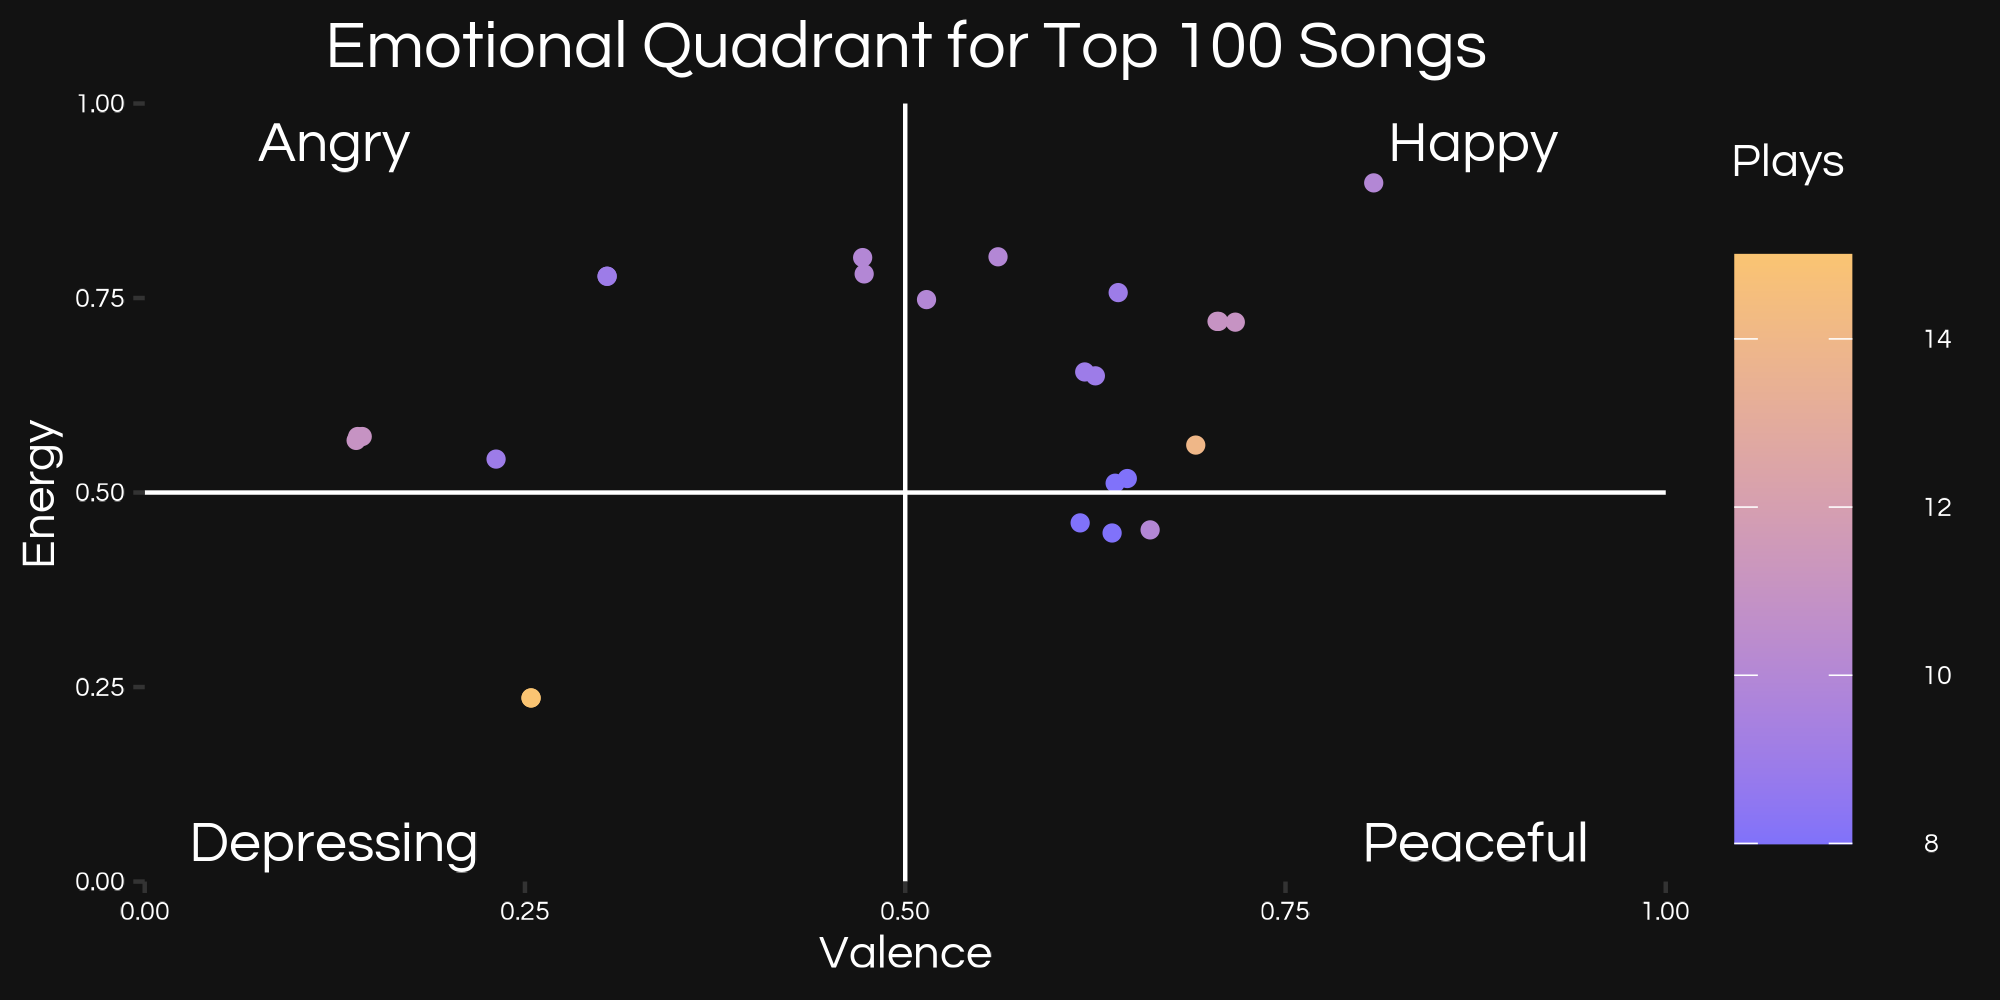 Emotional Quadrant for Top 100 Songs
1.00
Angry
Happy
Plays
0.75
14
Energy
0.50
12
0.25
10
Depressing
Peaceful
8
0.00
0.00
0.25
0.50
0.75
1.00
Valence